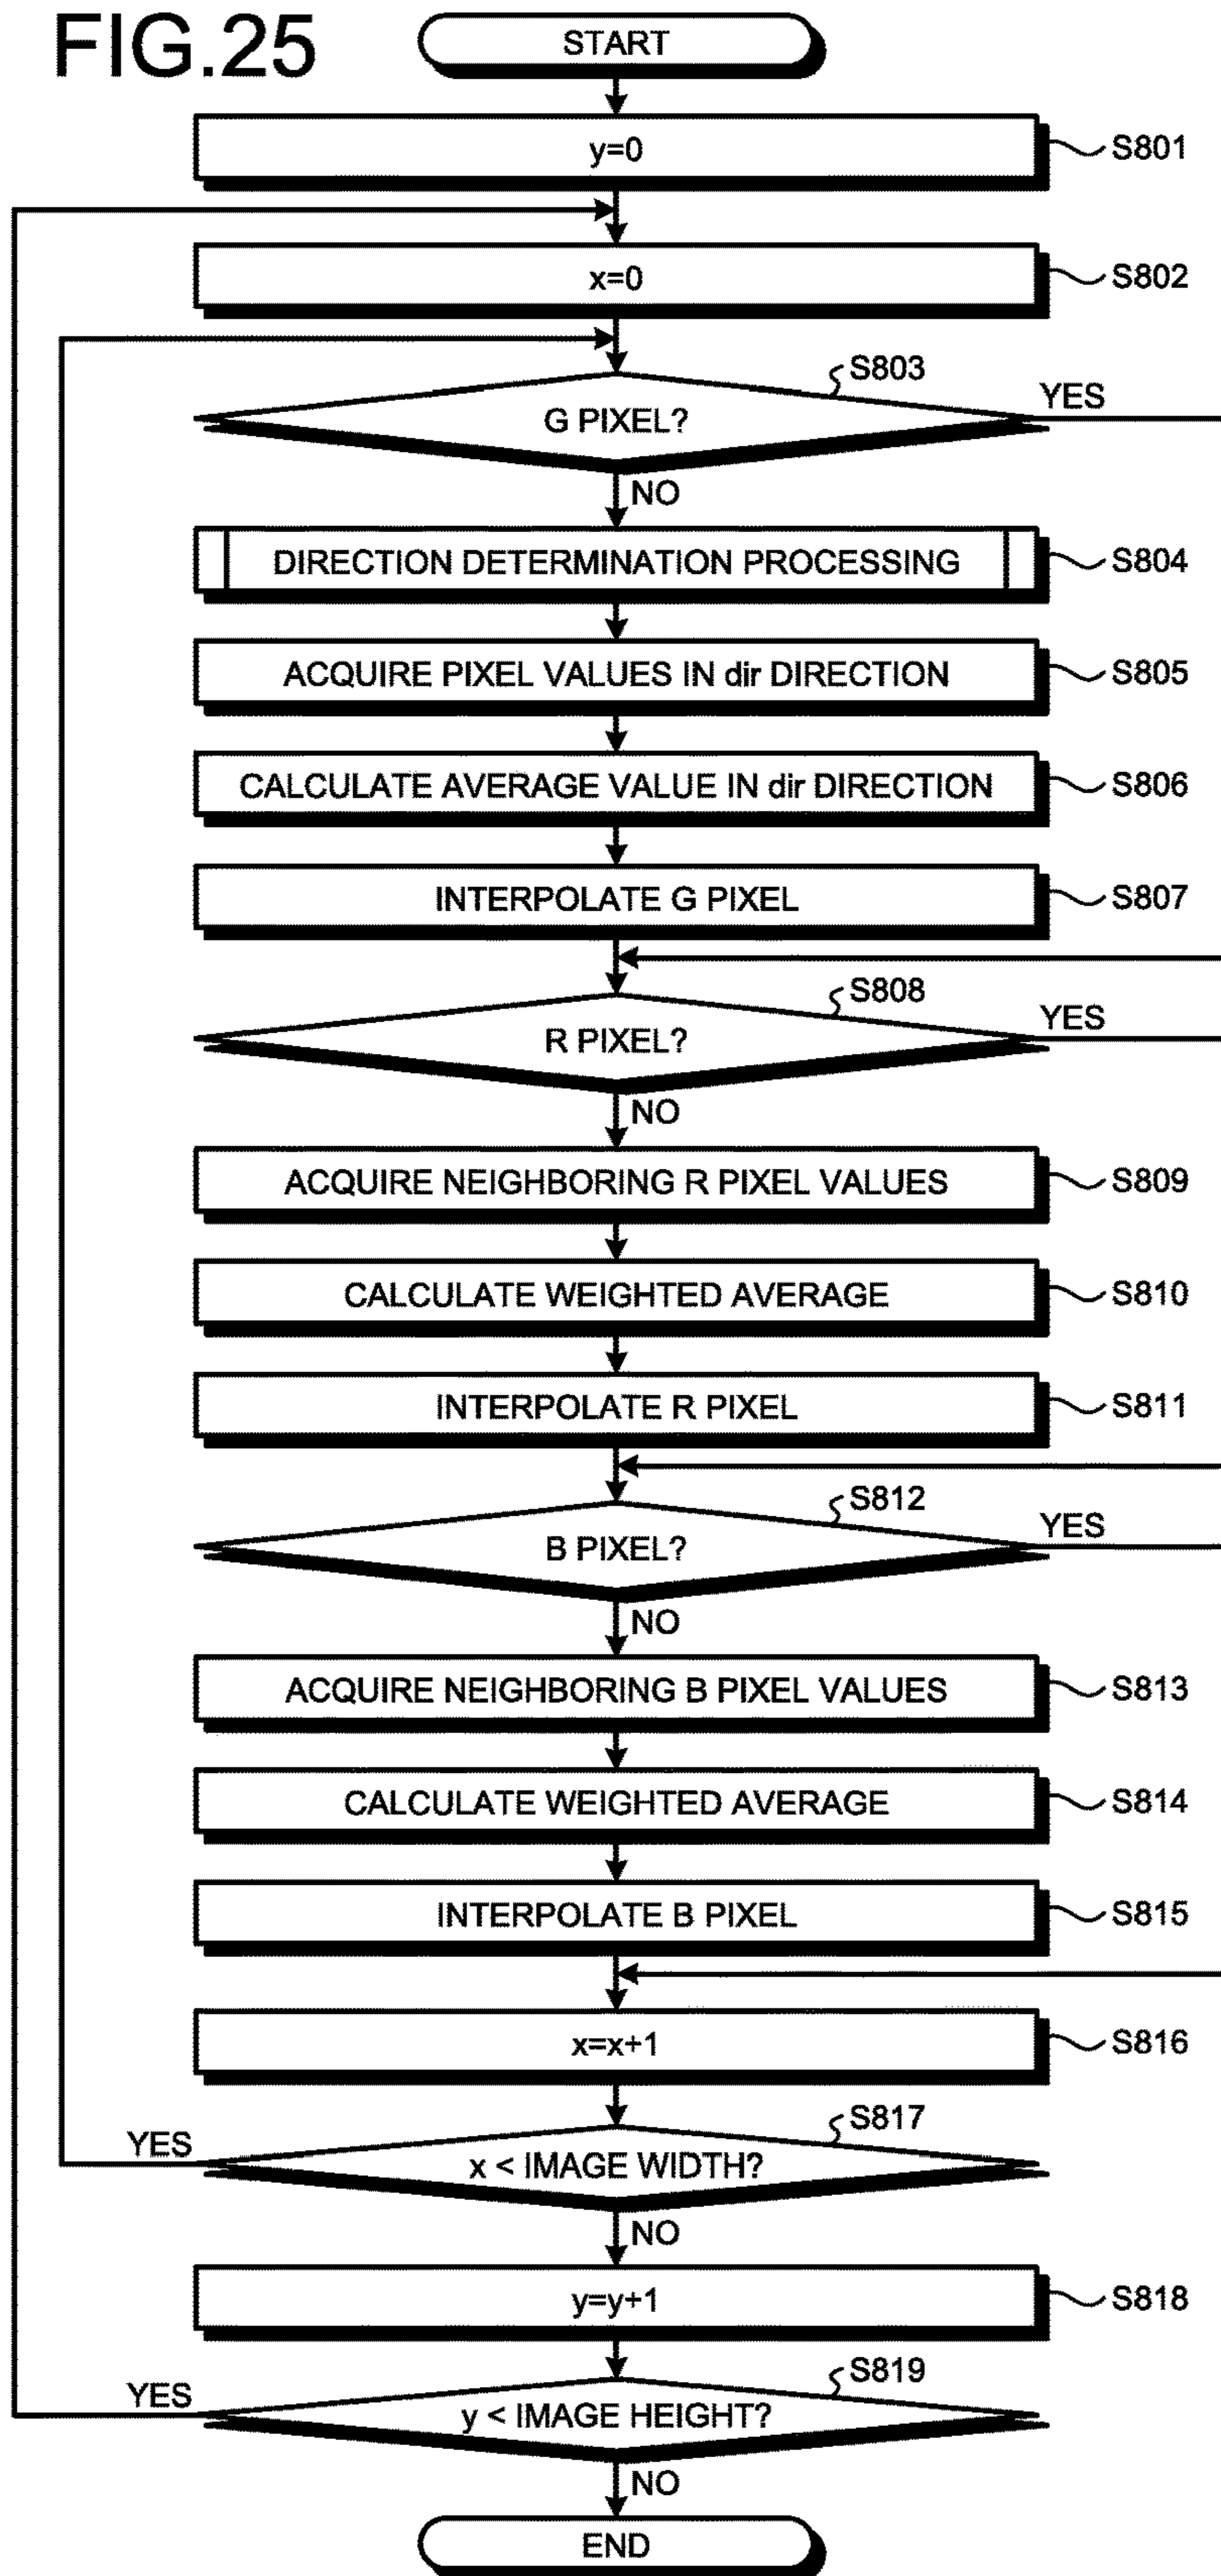 FIG.25
START
y=0
S801
x=0
S802
S803
G PIXEL?
YES
NO
DIRECTION DETERMINATION PROCESSING
S804
ACQUIRE PIXEL VALUES IN dir DIRECTION
S805
CALCULATE AVERAGE VALUE IN dir DIRECTION
S806
INTERPOLATE G PIXEL
S807
S808
R PIXEL?
YES
NO
ACQUIRE NEIGHBORING R PIXEL VALUES
S809
CALCULATE WEIGHTED AVERAGE
S810
INTERPOLATE R PIXEL
S811
S812
B PIXEL?
YES
NO
ACQUIRE NEIGHBORING B PIXEL VALUES
S813
CALCULATE WEIGHTED AVERAGE
S814
INTERPOLATE B PIXEL
S815
x=x+1
S816
S817
YES
x < IMAGE WIDTH?
NO
y=y+1
S818
S819
YES
y < IMAGE HEIGHT?
NO
END